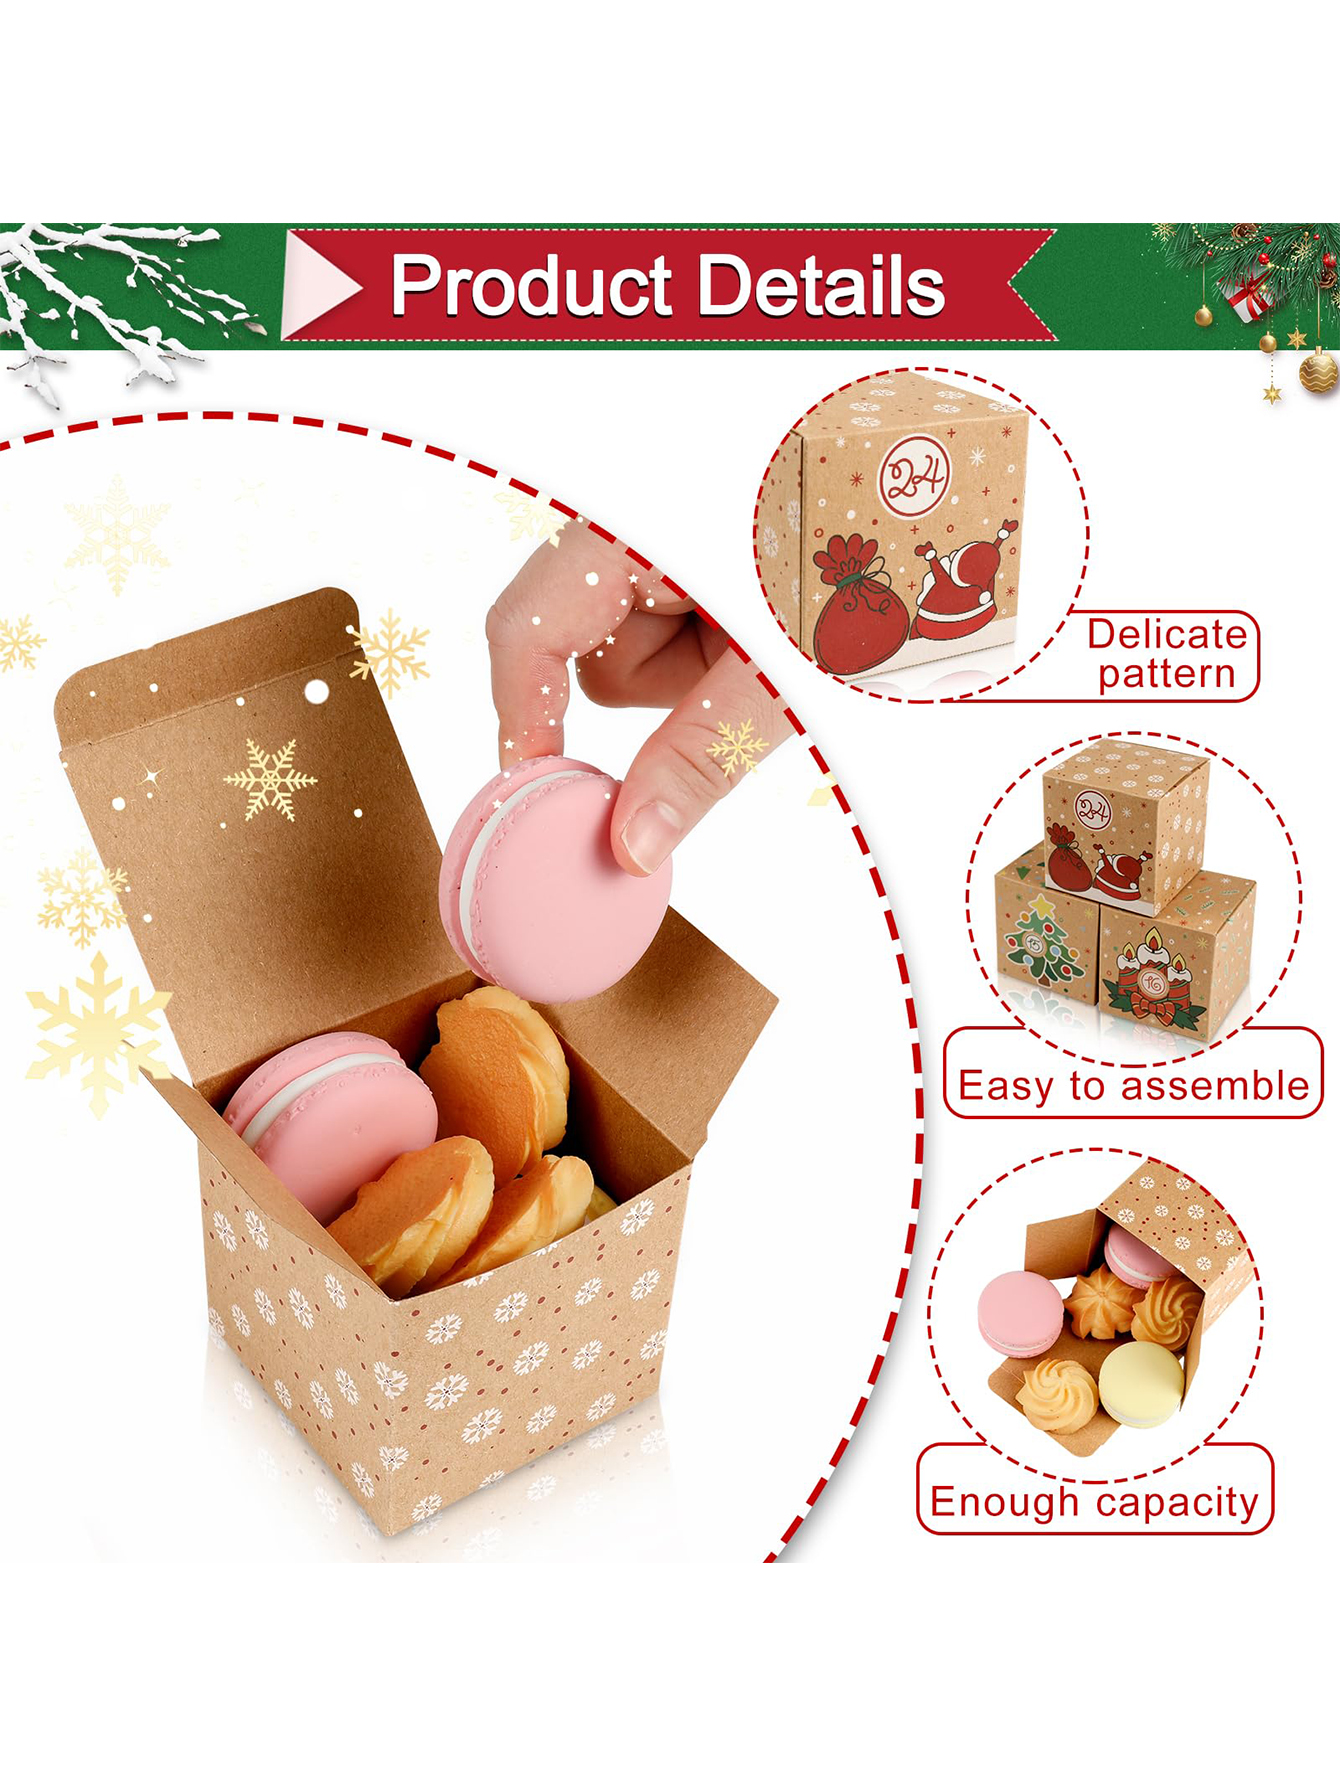 Product Details
24
Delicate
pattern
24
Easy to assemble
Enough capacity